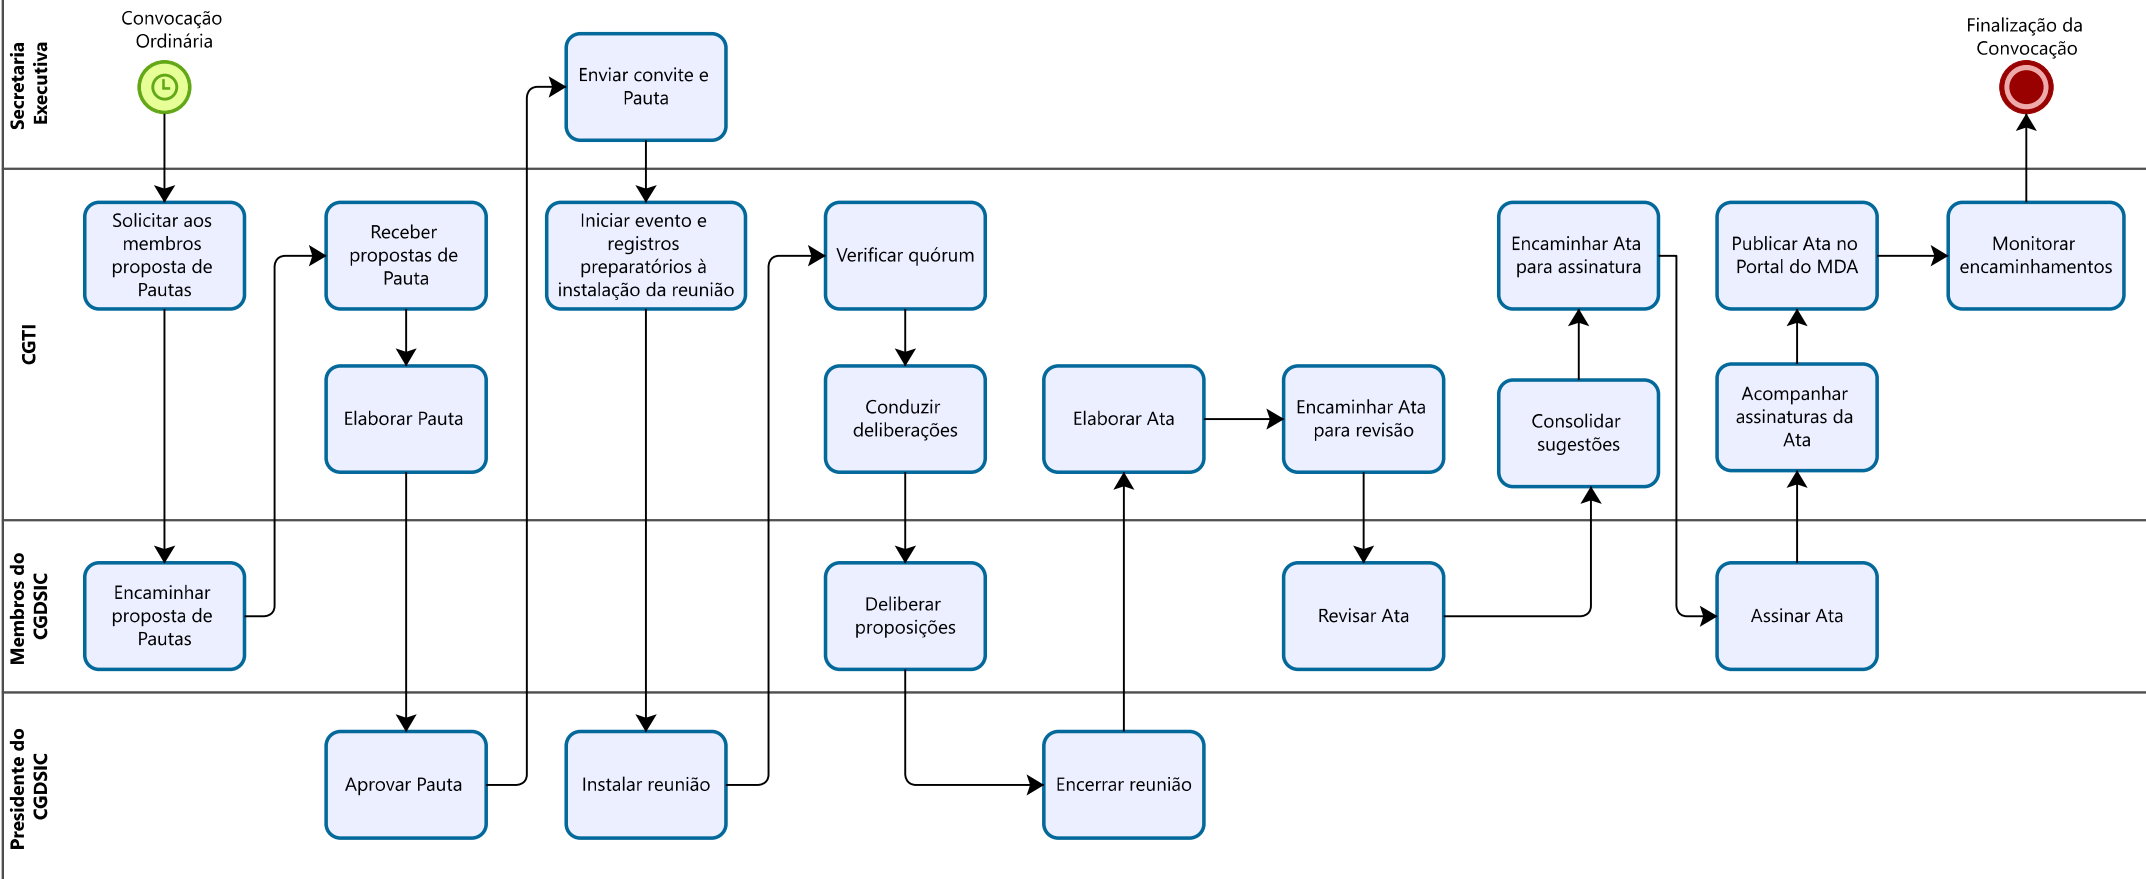 Secretaria
Executiva
Convocação
Ordinária
Enviar convite e
Pauta
Finalização da
Convocação
CGTI
Solicitar aos
membros
proposta de
Pautas
Receber
propostas de
Pauta
Iniciar evento e
registros
preparatórios à
instalação da reunião
Verificar quórum
Encaminhar Ata
para assinatura
Publicar Ata no
Portal do MDA
Monitorar
encaminhamentos
Elaborar Pauta
Conduzir
deliberações
Elaborar Ata
Encaminhar Ata
para revisão
Consolidar
sugestões
Acompanhar
assinaturas da
Ata
Membros do
CGDSIC
Encaminhar
proposta de
Pautas
Deliberar
proposições
Revisar Ata
Assinar Ata
Presidente do
CGDSIC
Aprovar Pauta
Instalar reunião
Encerrar reunião